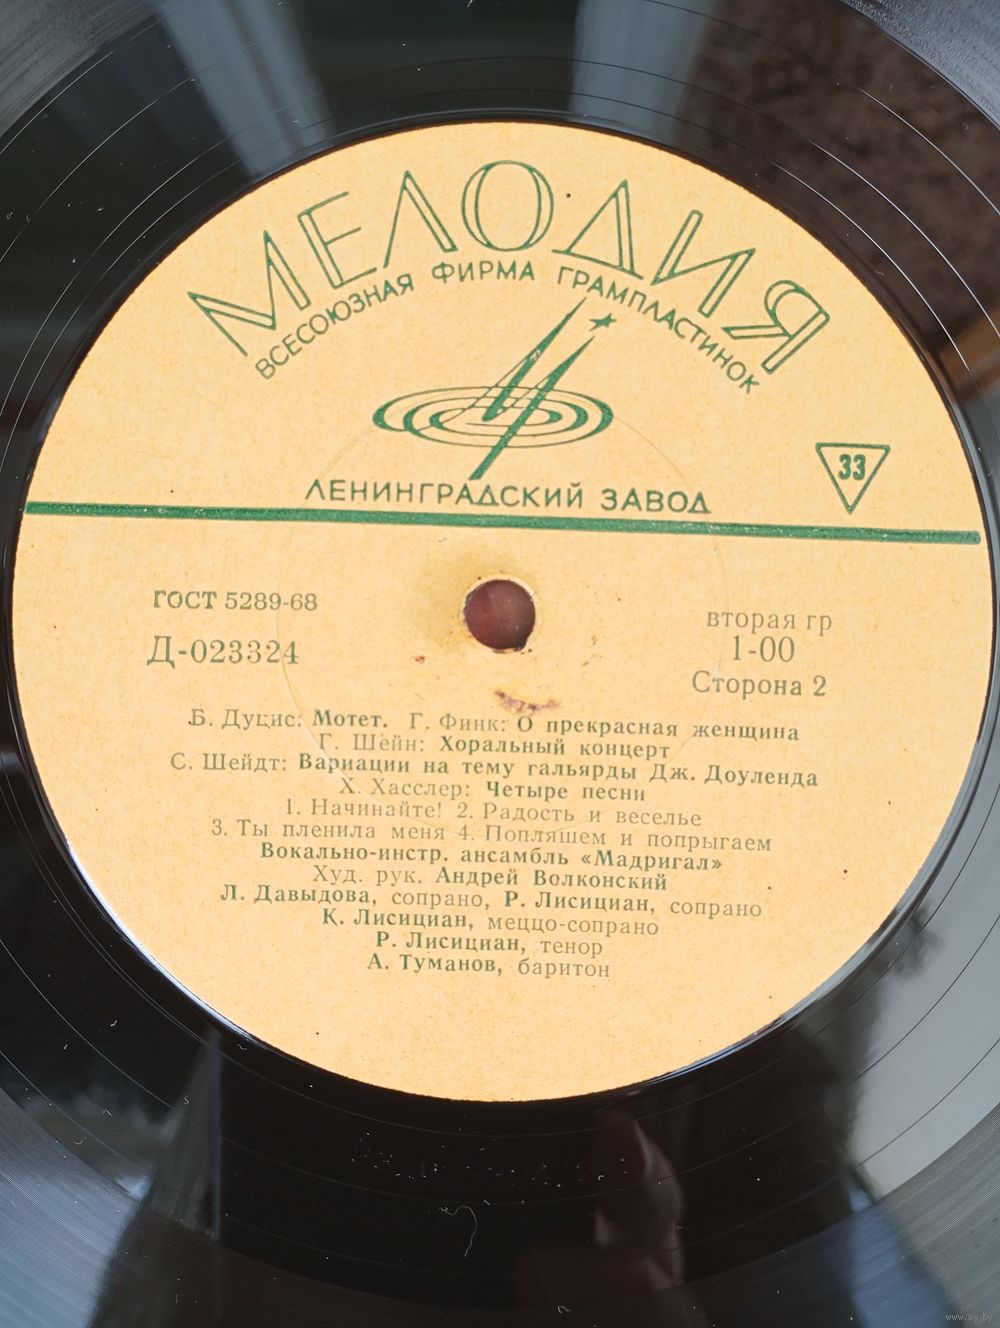 МЕЛОДИЯ
ВСЕСОЮЗНАЯ ФИРМА ГРАМПЛАСТИНОК
33
ЛЕНИНГРАДСКИЙ ЗАВОД
ГОСТ 5289-68
Д-023324
вторая гр
1-00
Сторона 2
Б. Дуцис: Мотет. Г. Финк: О прекрасная женщина
Г. Шейн: Хоральный концерт
С. Шейдт: Вариации на тему гальярды Дж. Доуленда
Х. Хасслер: Четыре песни
1. Начинайте! 2. Радость и веселье
3. Ты пленила меня 4. Попляшем и попрыгаем
Вокально-инстр. ансамбль «Мадригал»
Худ. рук. Андрей Волконский
Л. Давыдова, сопрано, Р. Лисициан, сопрано
К. Лисициан, меццо-сопрано
Р. Лисициан, тенор
А. Туманов, баритон
www.ay.by